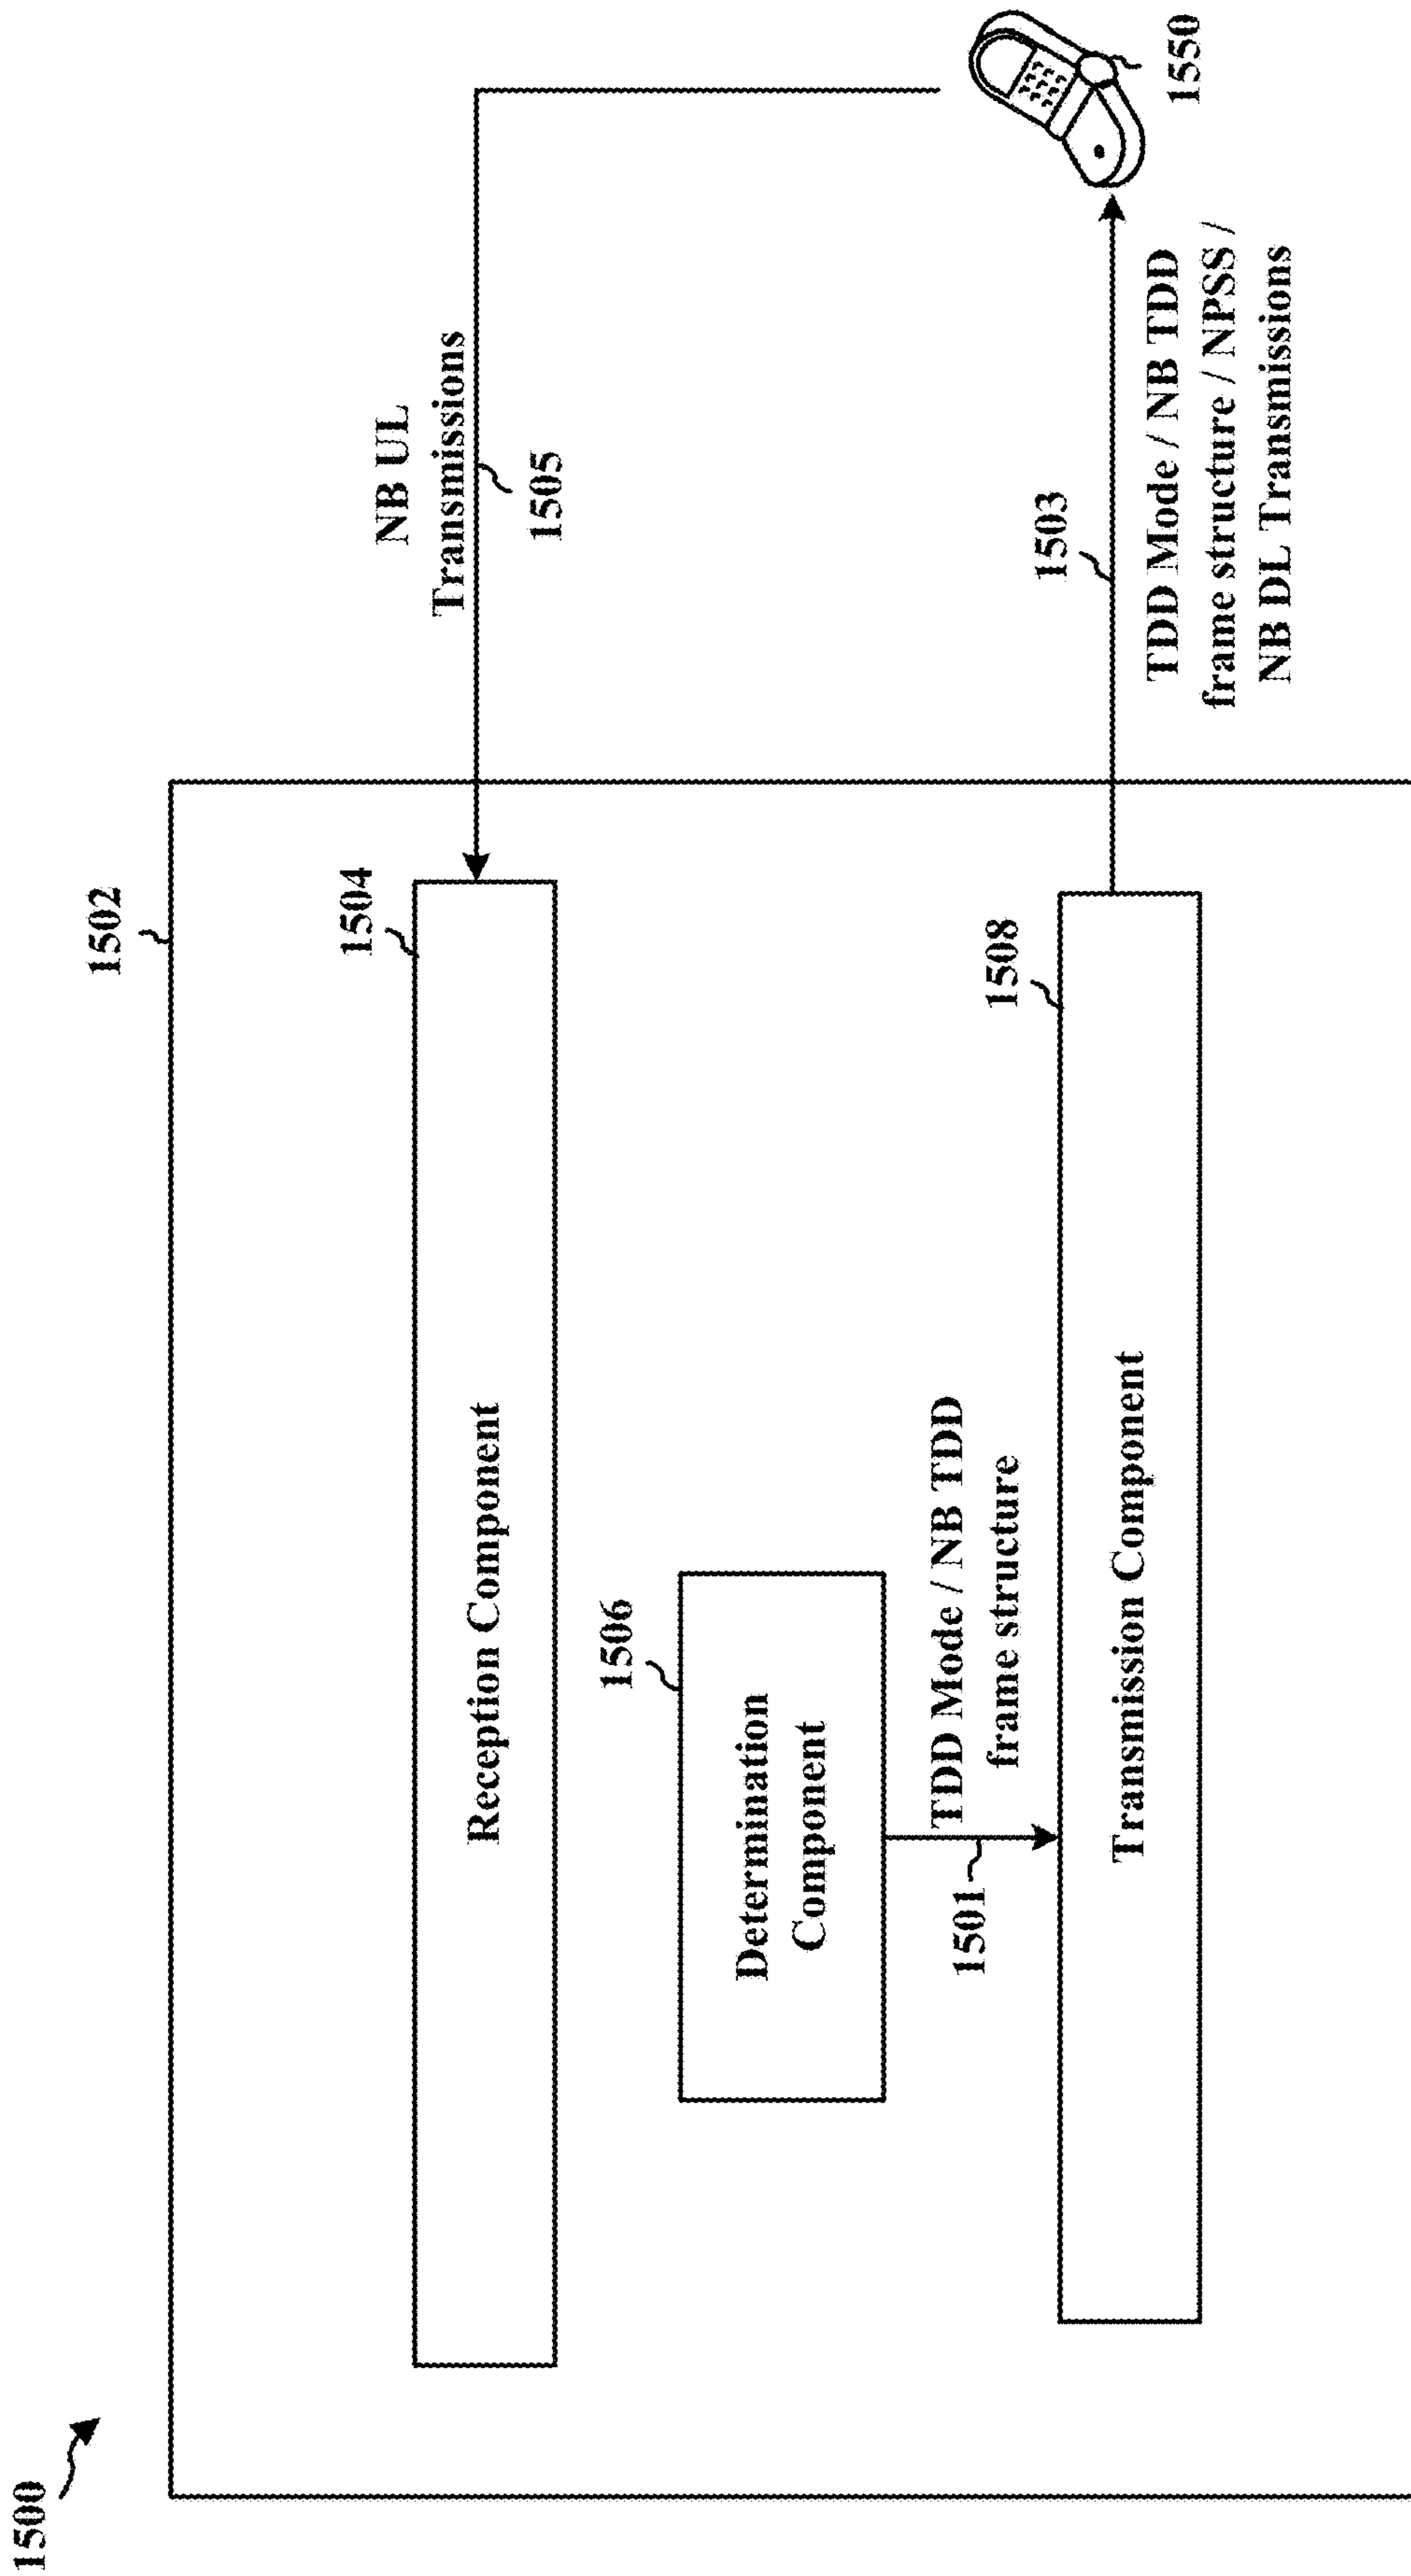 1500
1502
1504
Reception Component
NB UL
Transmissions
1505
1506
Determination
Component
1501
TDD Mode / NB TDD
frame structure
1508
Transmission Component
1503
TDD Mode / NB TDD
frame structure / NPSS /
NB DL Transmissions
1550